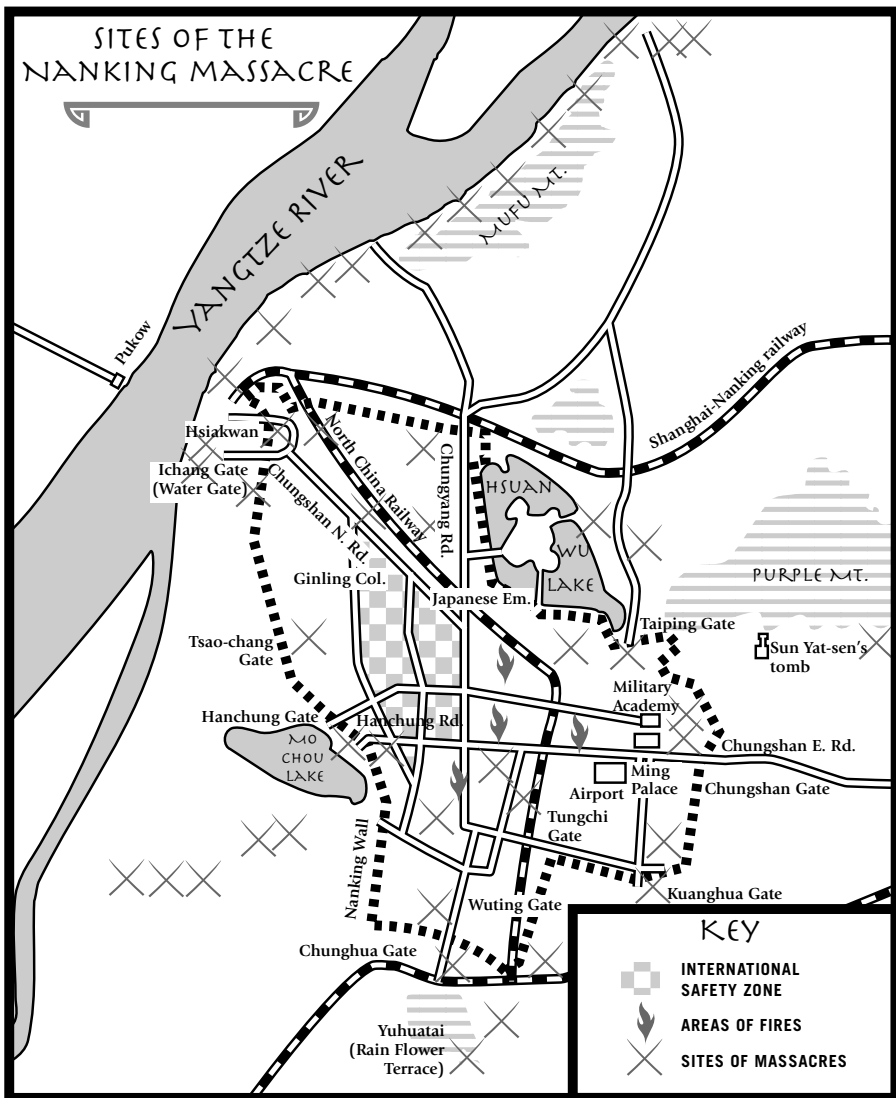 SITES OF THE
NANKING MASSACRE
YANGTZE RIVER
MUFU MT.
Pukow
Shanghai-Nanking railway
Hsiakwan
North China Railway
Ichang Gate
(Water Gate)
Chungshan N. Rd.
Chungyang Rd.
HSUAN
WU
LAKE
PURPLE MT.
Ginling Col.
Japanese Em.
Taiping Gate
Tsao-chang
Gate
Sun Yat-sen's
tomb
Military
Academy
Hanchung Gate
Hanchung Rd.
MO
CHOU
LAKE
Chungshan E. Rd.
Ming
Palace
Airport
Chungshan Gate
Tungchi
Gate
Nanking Wall
Wuting Gate
Kuanghua Gate
Chunghua Gate
Yuhuatai
(Rain Flower
Terrace)
KEY
INTERNATIONAL
SAFETY ZONE
AREAS OF FIRES
SITES OF MASSACRES